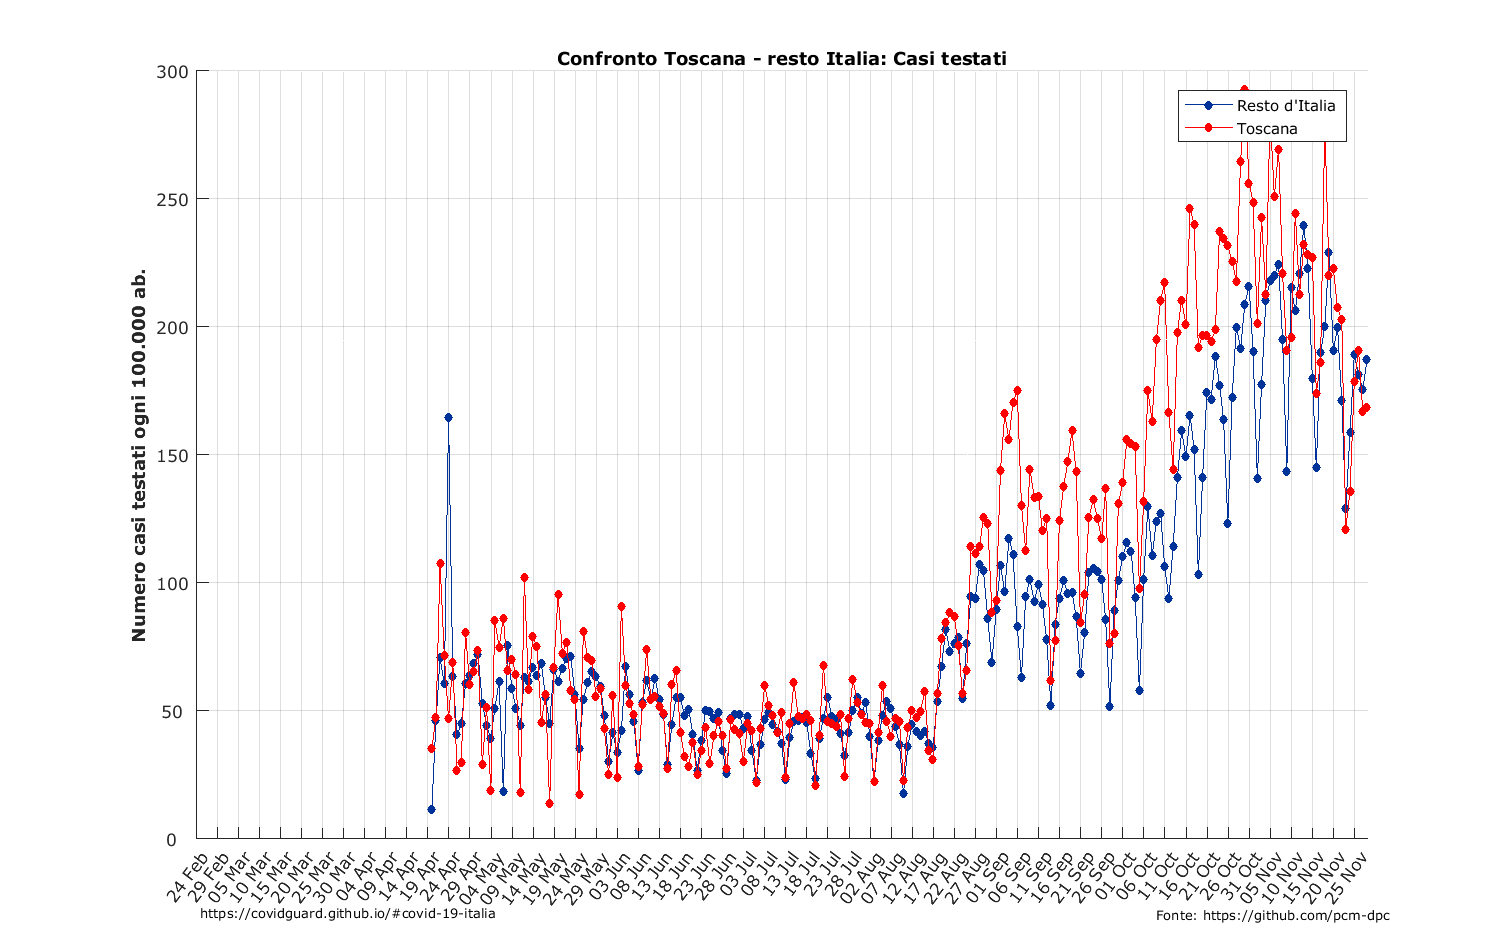 Confronto Toscana - resto Italia: Casi testati
300
250
200
150
100
50
0
Numero casi testati ogni 100.000 ab.
Resto d'Italia
Toscana
24 Feb
29 Feb
05 Mar
10 Mar
15 Mar
20 Mar
25 Mar
30 Mar
04 Apr
09 Apr
14 Apr
19 Apr
24 Apr
29 Apr
04 May
09 May
14 May
19 May
24 May
29 May
03 Jun
08 Jun
13 Jun
18 Jun
23 Jun
28 Jun
03 Jul
08 Jul
13 Jul
18 Jul
23 Jul
28 Jul
02 Aug
07 Aug
12 Aug
17 Aug
22 Aug
27 Aug
01 Sep
06 Sep
11 Sep
16 Sep
21 Sep
26 Sep
01 Oct
06 Oct
11 Oct
16 Oct
21 Oct
26 Oct
31 Oct
05 Nov
10 Nov
15 Nov
20 Nov
25 Nov
https://covidguard.github.io/#covid-19-italia
Fonte: https://github.com/pcm-dpc